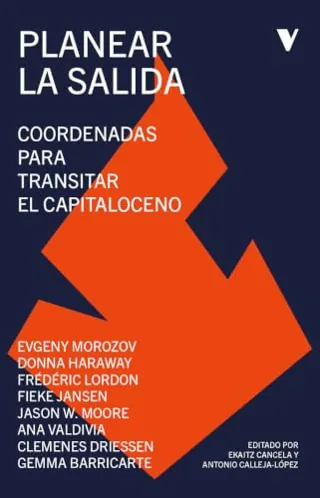 PLANEAR
LA SALIDA
V
COORDENADAS
PARA
TRANSITAR
EL CAPITALOCENO
EVGENY MOROZOV
DONNA HARAWAY
FRÉDÉRIC LORDON
FIEKE JANSEN
JASON W. MOORE
ANA VALDIVIA
CLEMENES DRIESSEN
GEMMA BARRICARTE
EDITADO POR
EKAITZ CANCELA Y
ANTONIO CALLEJA-LÓPEZ